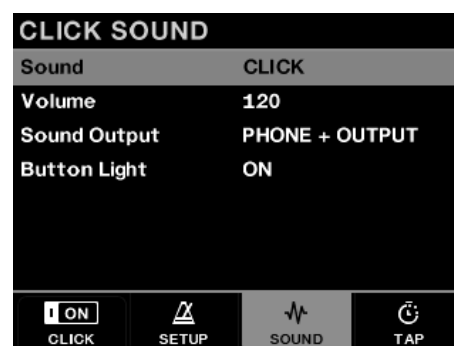 CLICK SOUND
Sound CLICK
Volume 120
Sound Output PHONE + OUTPUT
Button Light ON
ON
CLICK SETUP SOUND TAP